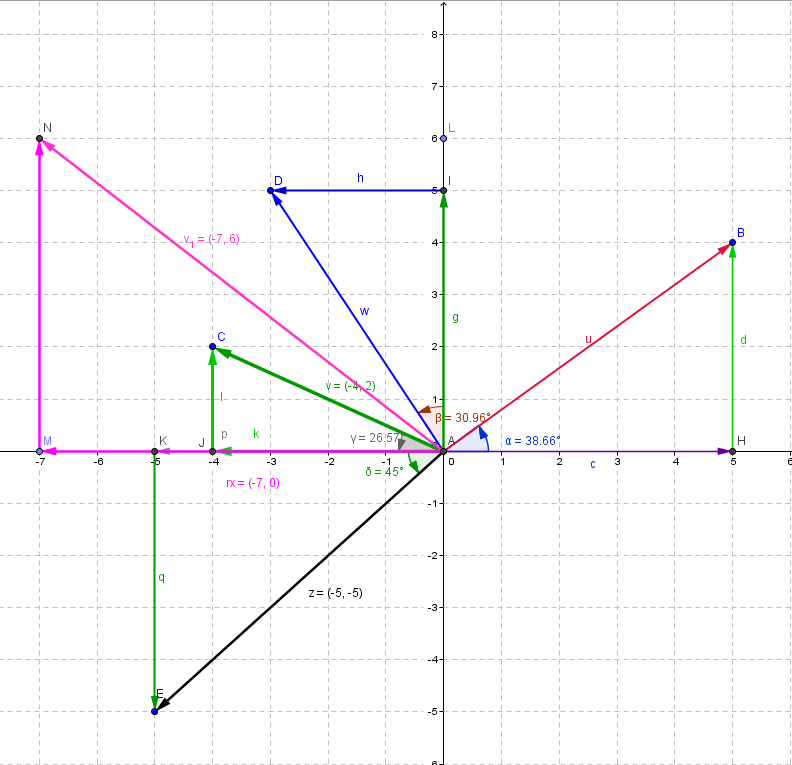 8
7
N
L
6
D
h
I
5
B
v₁ = (-7, 6)
4
w
g
3
u
d
C
2
v = (-4, 2)
l
1
β = 30.96°
p
k
γ = 26.57
A
α = 38.66°
M
K
J
H
-7
-5
-4
-3
-2
-1
0
1
2
3
4
5
6
c
δ = 45°
rx = (-7, 0)
-1
-2
q
z = (-5, -5)
-3
-4
E
-5
-6